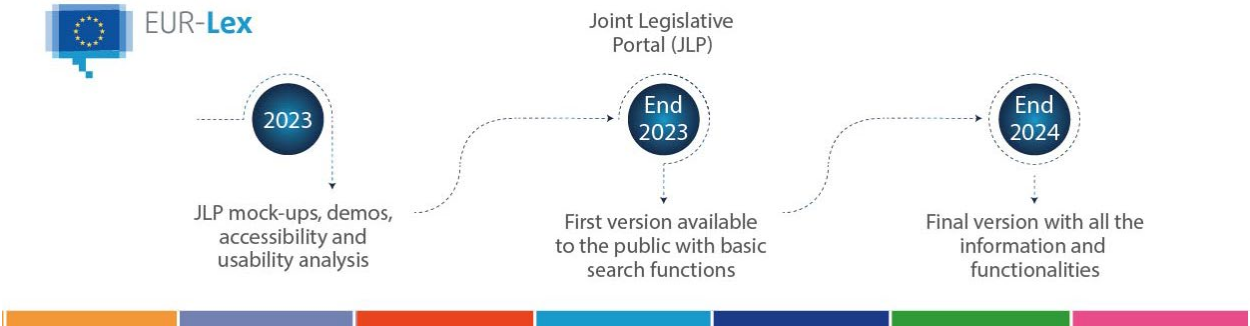 EUR-Lex
Joint Legislative
Portal (JLP)
2023
JLP mock-ups, demos,
accessibility and
usability analysis
End
2023
First version available
to the public with basic
search functions
End
2024
Final version with all the
information and
functionalities